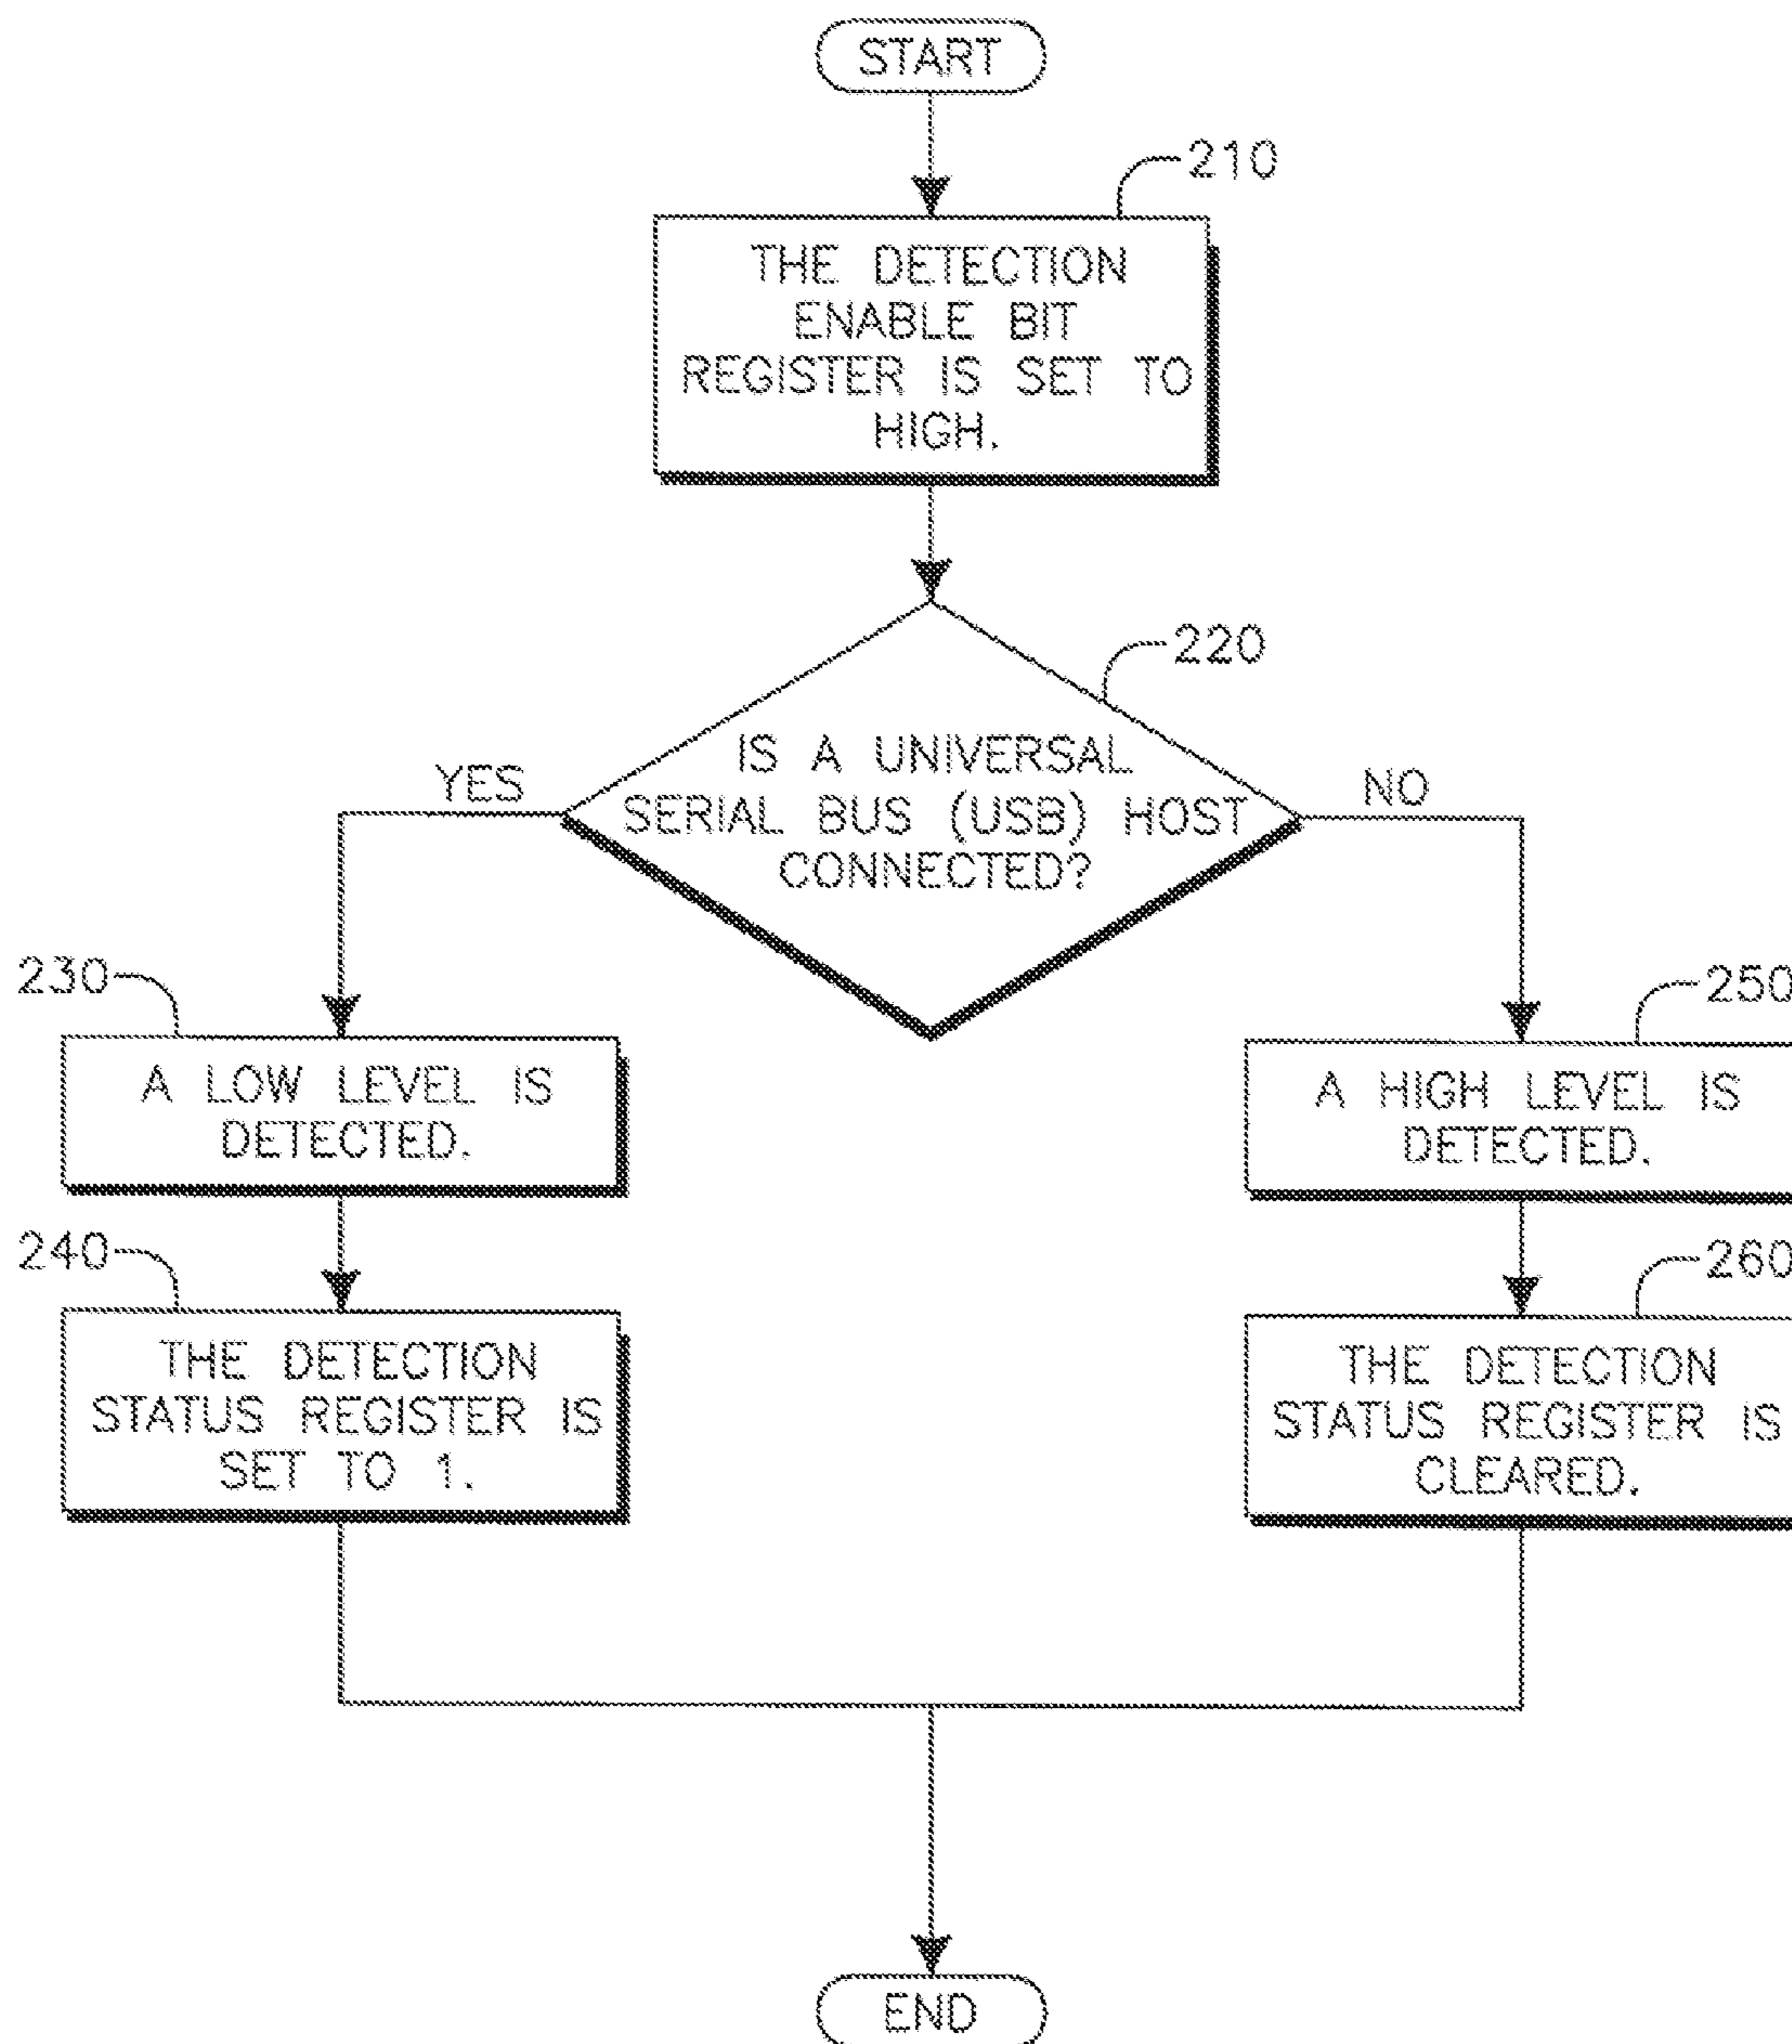 START
210
THE DETECTION
ENABLE BIT
REGISTER IS SET TO
HIGH.
220
IS A UNIVERSAL
SERIAL BUS (USB) HOST
CONNECTED?
YES
NO
230
A LOW LEVEL IS
DETECTED.
250
A HIGH LEVEL IS
DETECTED.
240
THE DETECTION
STATUS REGISTER IS
SET TO 1.
260
THE DETECTION
STATUS REGISTER IS
CLEARED.
END